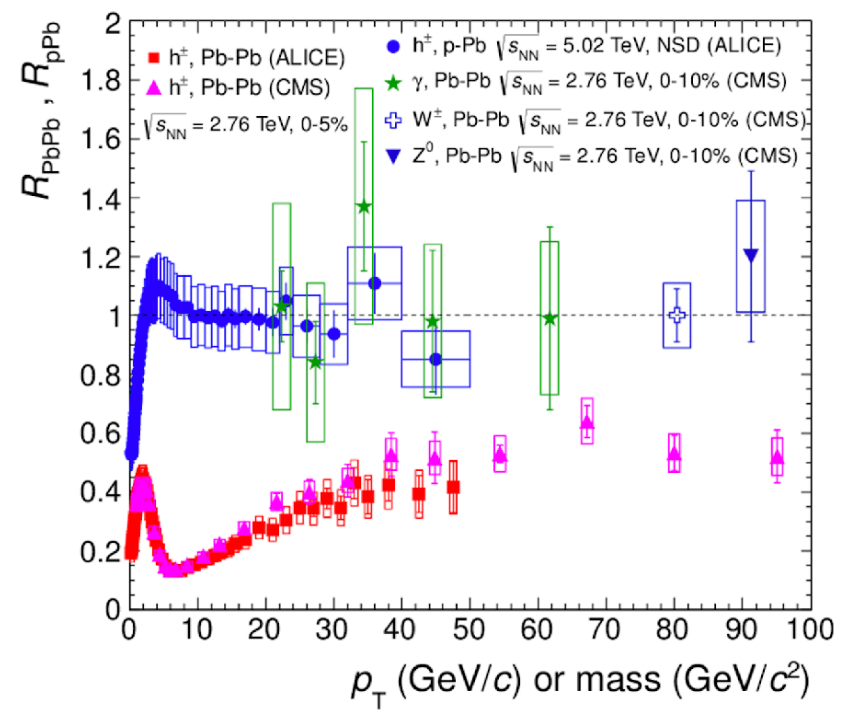 R_PbPb , R_pPb
2
1.8
1.6
1.4
1.2
1
0.8
0.6
0.4
0.2
0
h±, Pb-Pb (ALICE)
h±, Pb-Pb (CMS)
√s_NN = 2.76 TeV, 0-5%
h±, p-Pb √s_NN = 5.02 TeV, NSD (ALICE)
γ, Pb-Pb √s_NN = 2.76 TeV, 0-10% (CMS)
W±, Pb-Pb √s_NN = 2.76 TeV, 0-10% (CMS)
Z⁰, Pb-Pb √s_NN = 2.76 TeV, 0-10% (CMS)
0 10 20 30 40 50 60 70 80 90 100
p_T (GeV/c) or mass (GeV/c²)